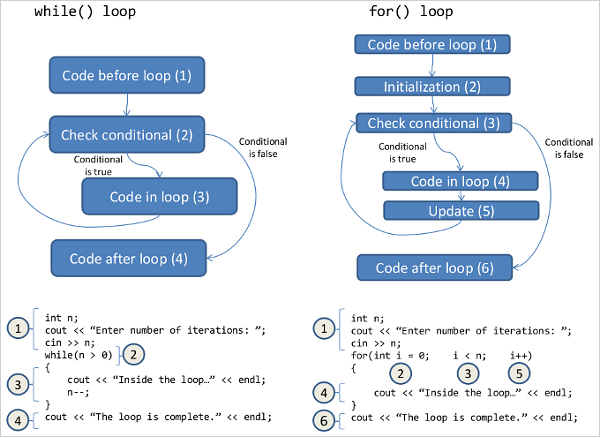 while() loop
Code before loop (1)
Check conditional (2)
Conditional
is true
Conditional
is false
Code in loop (3)
Code after loop (4)
1
int n;
cout << “Enter number of iterations: ”;
cin >> n;
while(n > 0)
2
{
3
cout << “Inside the loop…” << endl;
n--;
}
4
cout << “The loop is complete.” << endl;
for() loop
Code before loop (1)
Initialization (2)
Check conditional (3)
Conditional
is true
Conditional
is false
Code in loop (4)
Update (5)
Code after loop (6)
1
int n;
cout << “Enter number of iterations: ”;
cin >> n;
for(int i = 0; i < n; i++)
{
2 3 5
4
cout << “Inside the loop…” << endl;
}
6
cout << “The loop is complete.” << endl;